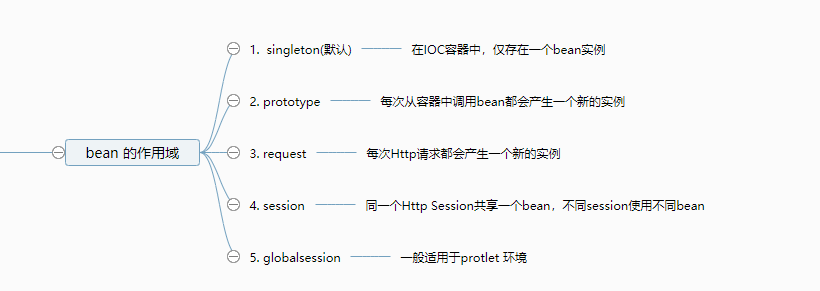 1. singleton(默认) 在IOC容器中，仅存在一个bean实例
2. prototype 每次从容器中调用bean都会产生一个新的实例
bean 的作用域
3. request 每次Http请求都会产生一个新的实例
4. session 同一个Http Session共享一个bean，不同session使用不同bean
5. globalsession 一般适用于protlet 环境